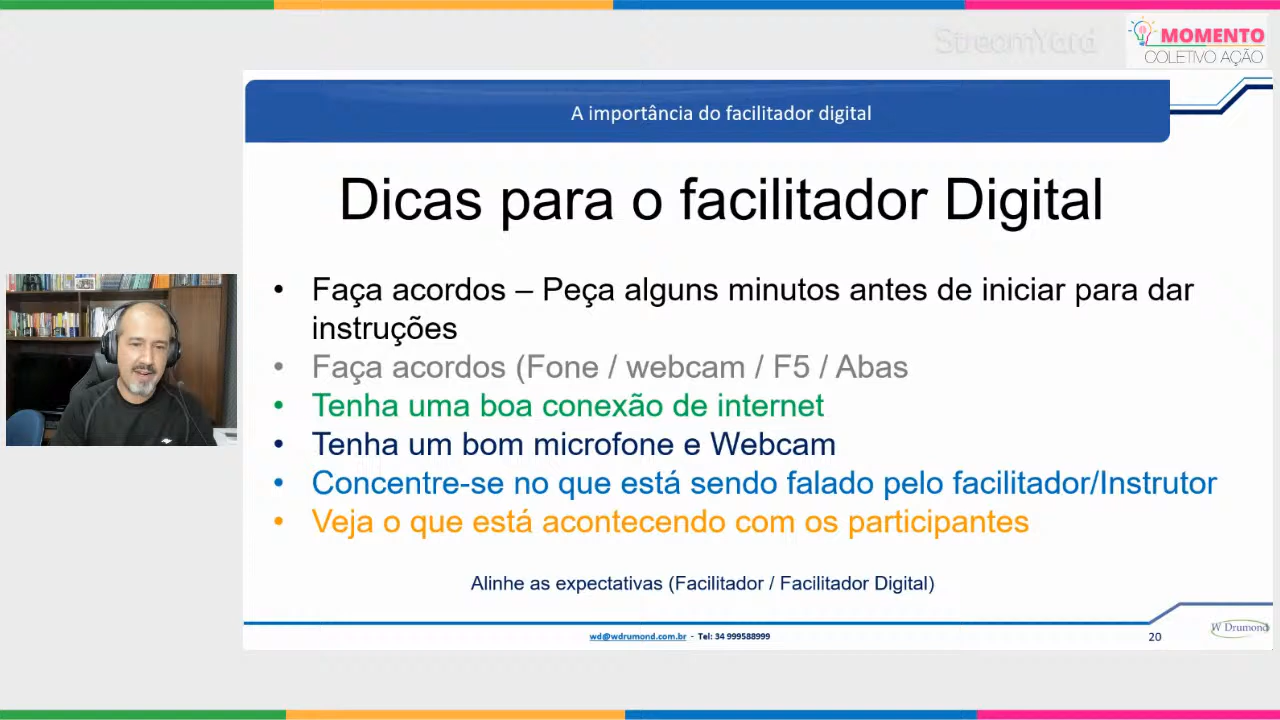 StreamYard
MOMENTO
COLETIVO AÇÃO
A importância do facilitador digital
Dicas para o facilitador Digital
• Faça acordos – Peça alguns minutos antes de iniciar para dar
instruções
• Faça acordos (Fone / webcam / F5 / Abas
• Tenha uma boa conexão de internet
• Tenha um bom microfone e Webcam
• Concentre-se no que está sendo falado pelo facilitador/Instrutor
• Veja o que está acontecendo com os participantes
Alinhe as expectativas (Facilitador / Facilitador Digital)
wd@wdrumond.com.br - Tel: 34 999588999
20
W Drumond